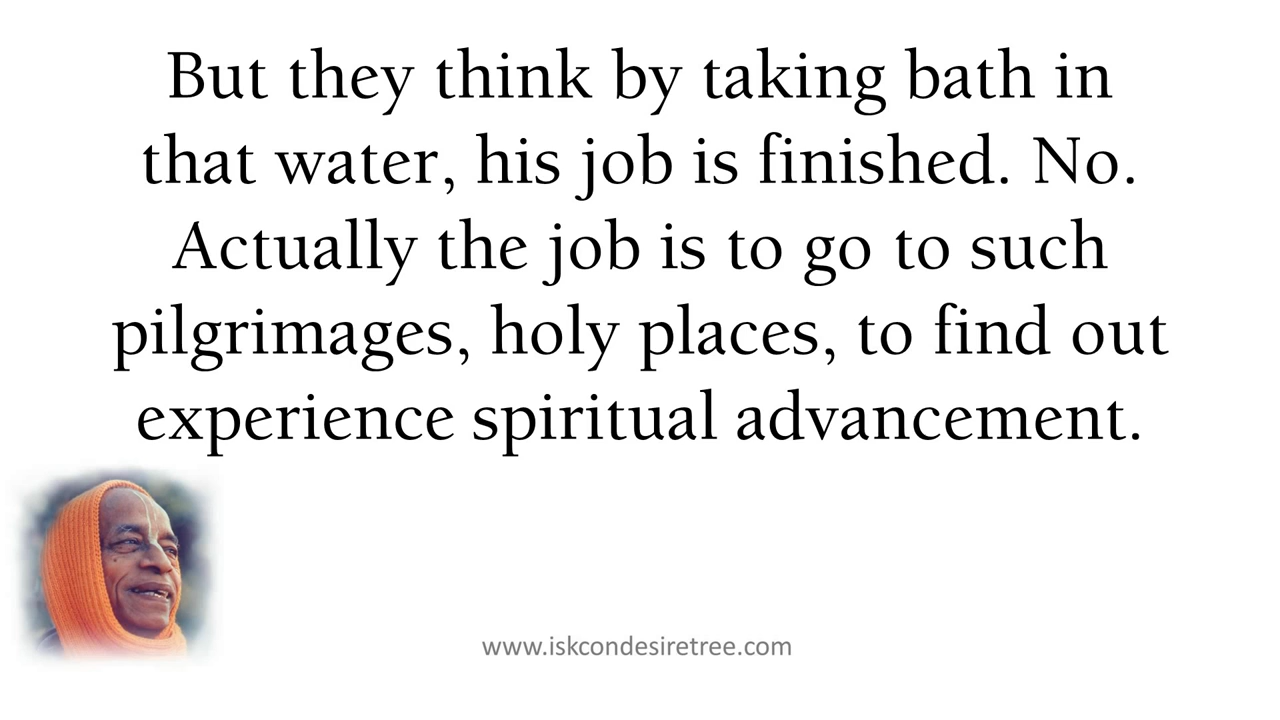 But they think by taking bath in
that water, his job is finished. No.
Actually the job is to go to such
pilgrimages, holy places, to find out
experience spiritual advancement.
www.iskcondesiretree.com